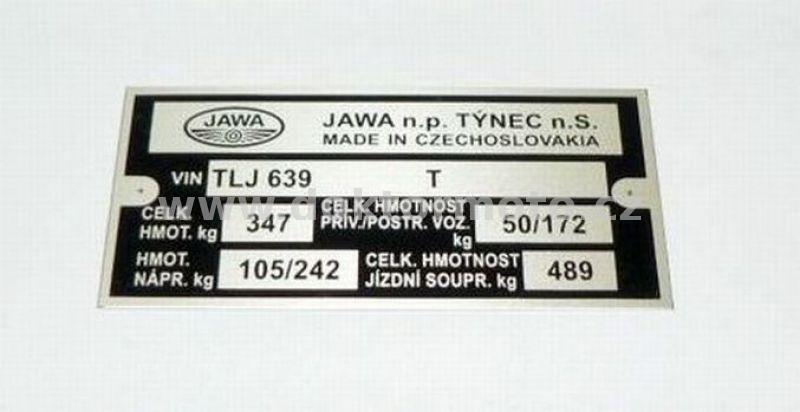 JAWA
JAWA n.p. TÝNEC n.S.
MADE IN CZECHOSLOVAKIA
VIN TLJ 639 T
CELK. HMOT. kg 347
CELK. HMOTNOST PŘÍV./POSTR. VOZ. kg 50/172
HMOT. NÁPR. kg 105/242
CELK. HMOTNOST JÍZDNÍ SOUPR. kg 489